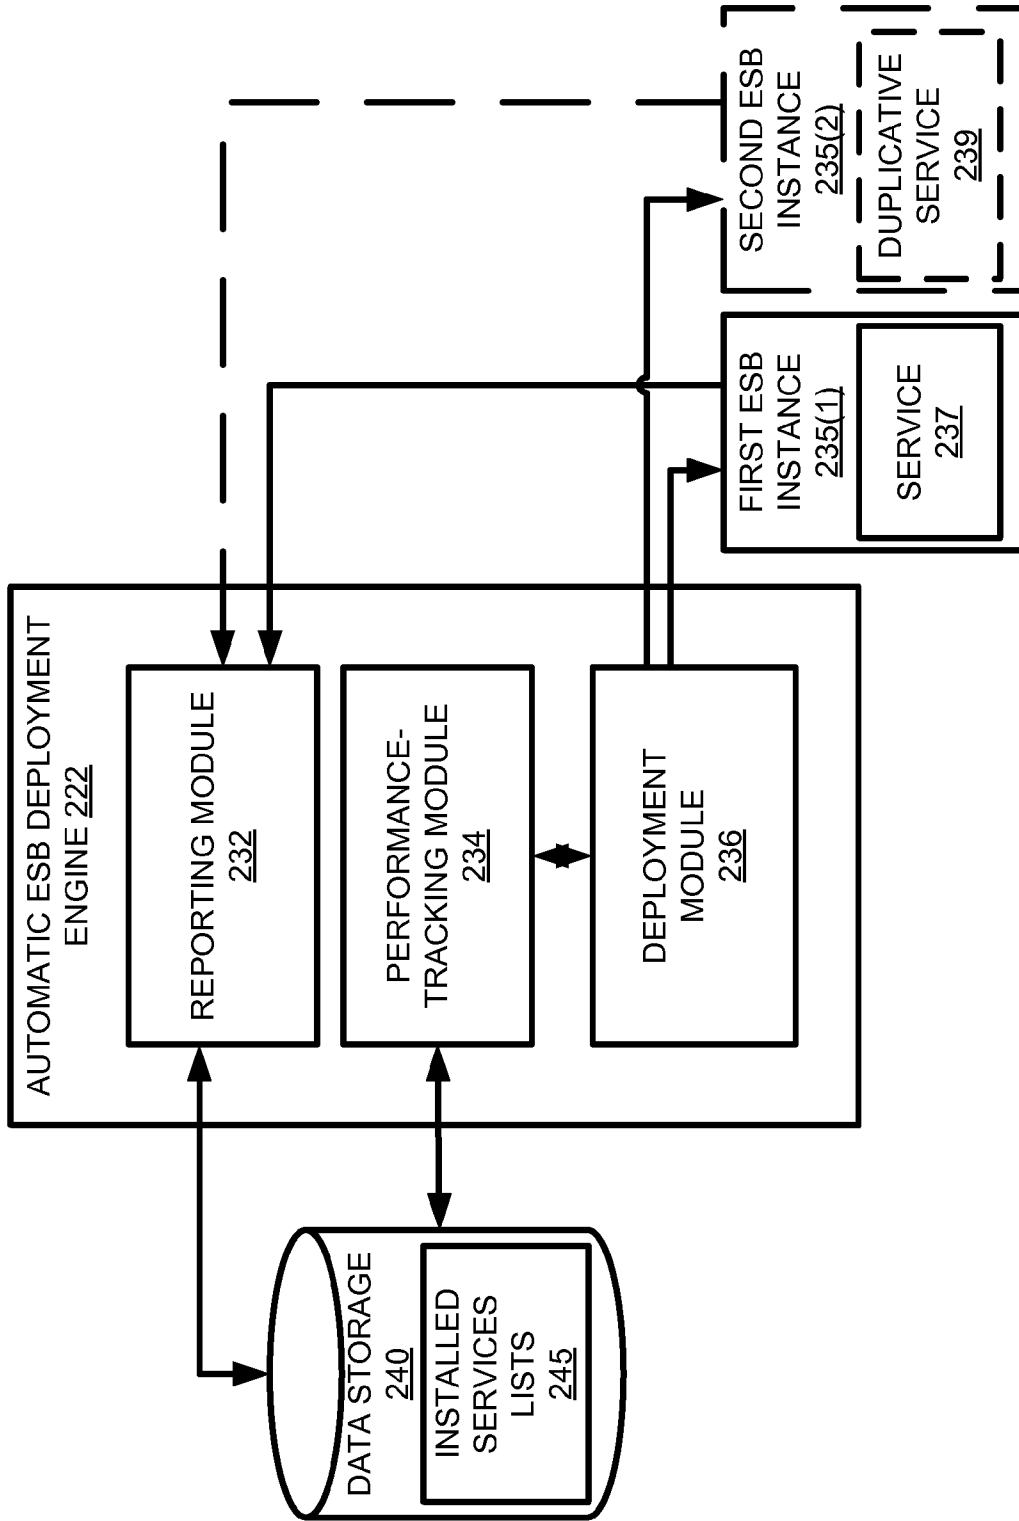 AUTOMATIC ESB DEPLOYMENT
ENGINE 222
REPORTING MODULE
232
PERFORMANCE-
TRACKING MODULE
234
DEPLOYMENT
MODULE
236
DATA STORAGE
240
INSTALLED
SERVICES
LISTS
245
FIRST ESB
INSTANCE
235(1)
SERVICE
237
SECOND ESB
INSTANCE
235(2)
DUPLICATIVE
SERVICE
239